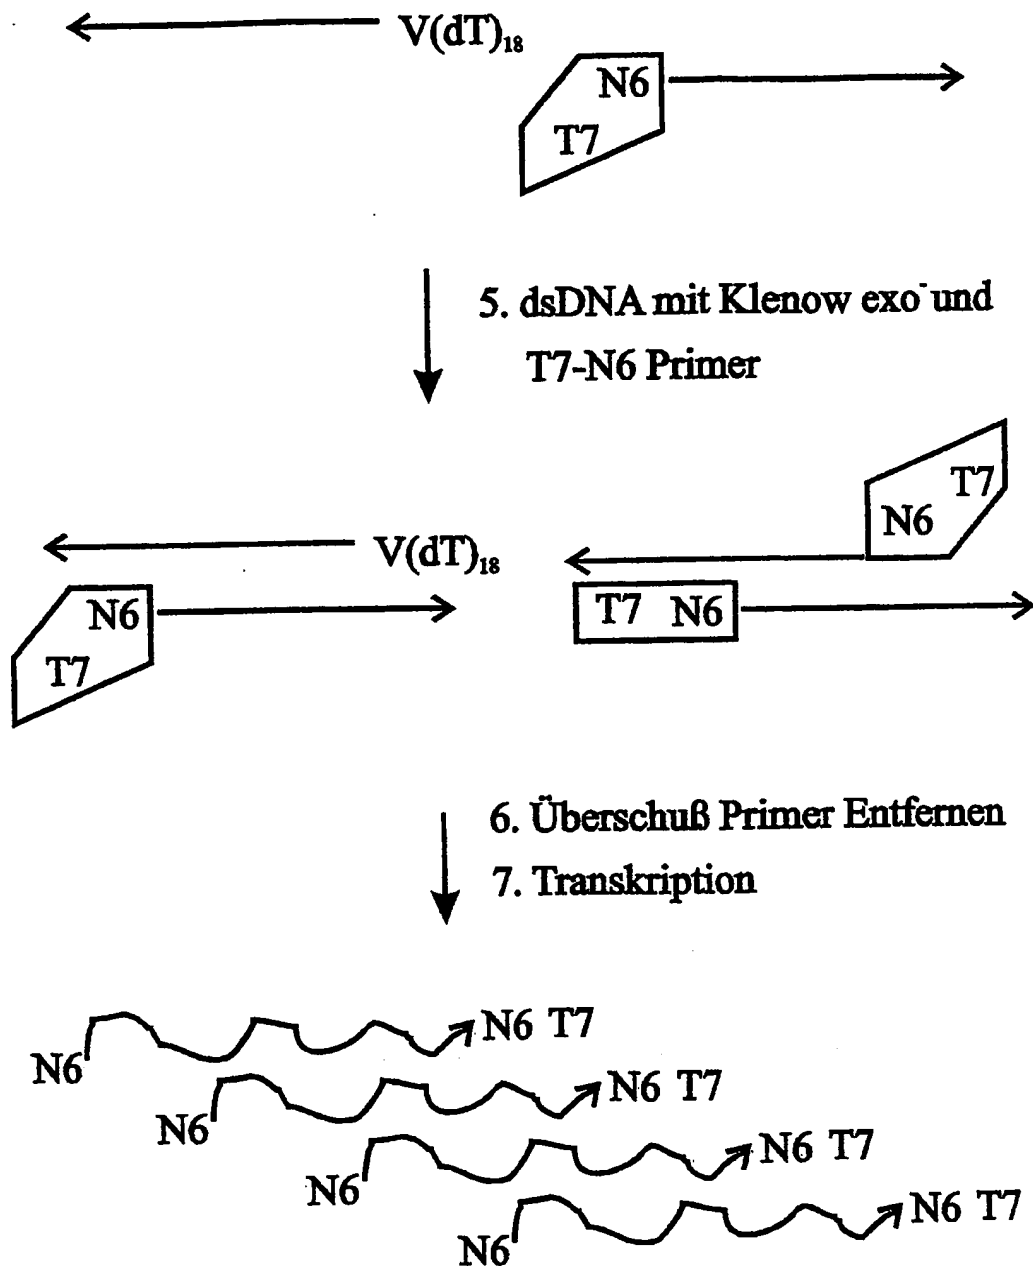 V(dT)₁₈
N6
T7
5. dsDNA mit Klenow exo⁻ und
T7-N6 Primer
T7
N6
V(dT)₁₈
N6
T7
T7 N6
6. Überschuß Primer Entfernen
7. Transkription
N6 N6 T7
N6 N6 T7
N6 N6 T7
N6 N6 T7